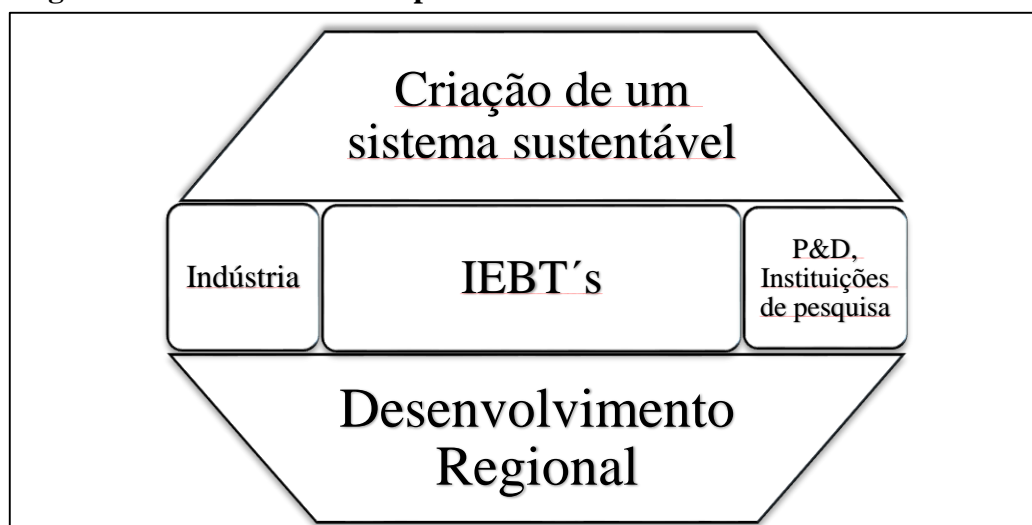 Criação de um
sistema sustentável
Indústria
IEBT´s
P&D,
Instituições
de pesquisa
Desenvolvimento
Regional